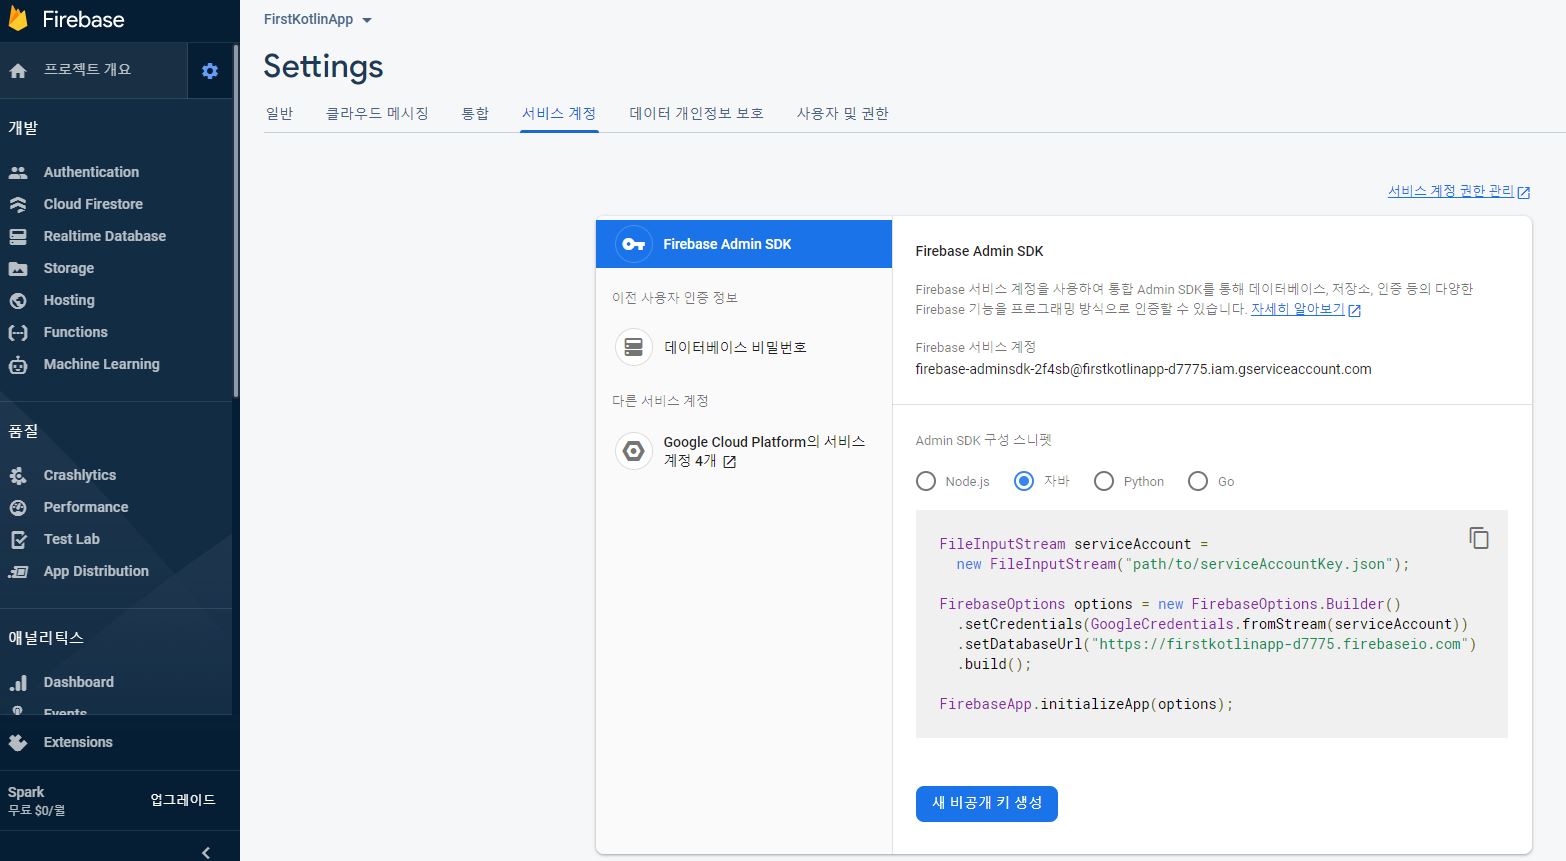 Firebase
프로젝트 개요
개발
Authentication
Cloud Firestore
Realtime Database
Storage
Hosting
Functions
Machine Learning
품질
Crashlytics
Performance
Test Lab
App Distribution
애널리틱스
Dashboard
Events
Extensions
Spark
무료 $0/월
업그레이드
FirstKotlinApp
Settings
일반 클라우드 메시징 통합 서비스 계정 데이터 개인정보 보호 사용자 및 권한
서비스 계정 권한 관리
Firebase Admin SDK
이전 사용자 인증 정보
데이터베이스 비밀번호
다른 서비스 계정
Google Cloud Platform의 서비스
계정 4개
Firebase Admin SDK
Firebase 서비스 계정을 사용하여 통합 Admin SDK를 통해 데이터베이스, 저장소, 인증 등의 다양한
Firebase 기능을 프로그래밍 방식으로 인증할 수 있습니다. 자세히 알아보기
Firebase 서비스 계정
firebase-adminsdk-2f4sb@firstkotlinapp-d7775.iam.gserviceaccount.com
Admin SDK 구성 스니펫
Node.js 자바 Python Go
FileInputStream serviceAccount =
new FileInputStream("path/to/serviceAccountKey.json");
FirebaseOptions options = new FirebaseOptions.Builder()
.setCredentials(GoogleCredentials.fromStream(serviceAccount))
.setDatabaseUrl("https://firstkotlinapp-d7775.firebaseio.com")
.build();
FirebaseApp.initializeApp(options);
새 비공개 키 생성